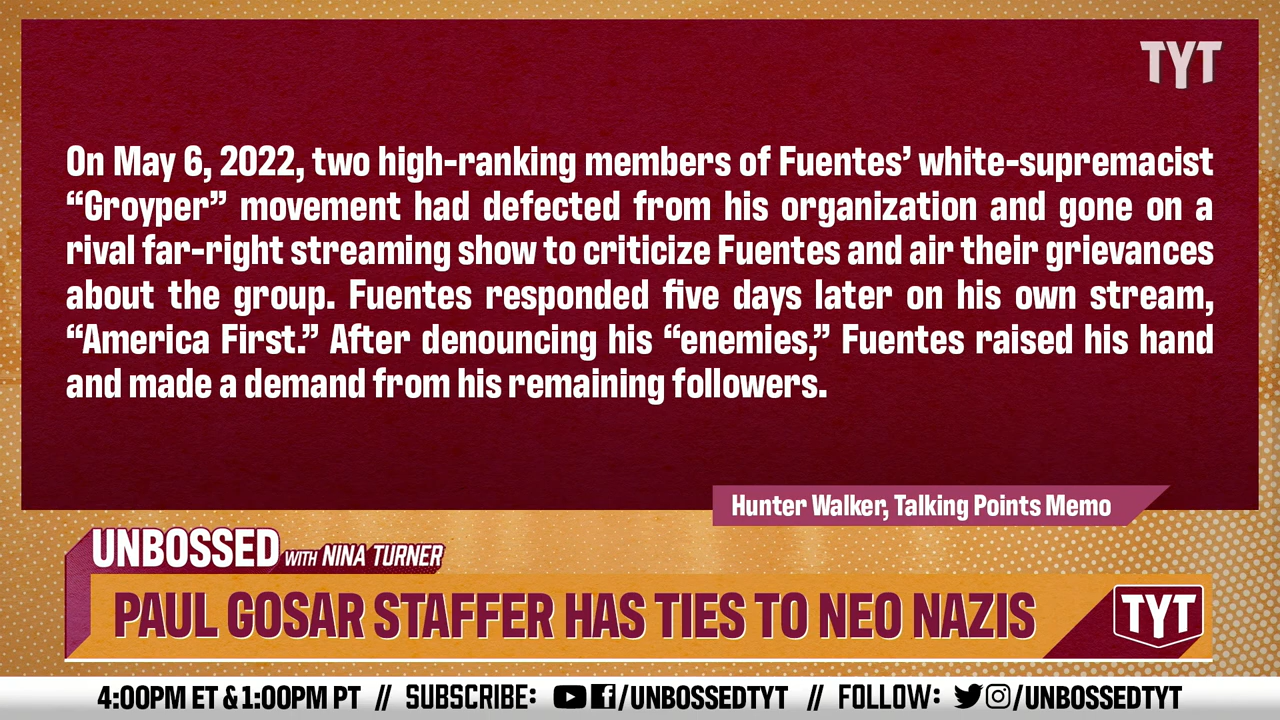 TYT
On May 6, 2022, two high-ranking members of Fuentes’ white-supremacist
“Groyper” movement had defected from his organization and gone on a
rival far-right streaming show to criticize Fuentes and air their grievances
about the group. Fuentes responded five days later on his own stream,
“America First.” After denouncing his “enemies,” Fuentes raised his hand
and made a demand from his remaining followers.
Hunter Walker, Talking Points Memo
UNBOSSED WITH NINA TURNER
PAUL GOSAR STAFFER HAS TIES TO NEO NAZIS
TYT
4:00PM ET & 1:00PM PT // SUBSCRIBE: /UNBOSSEDTYT // FOLLOW: /UNBOSSEDTYT